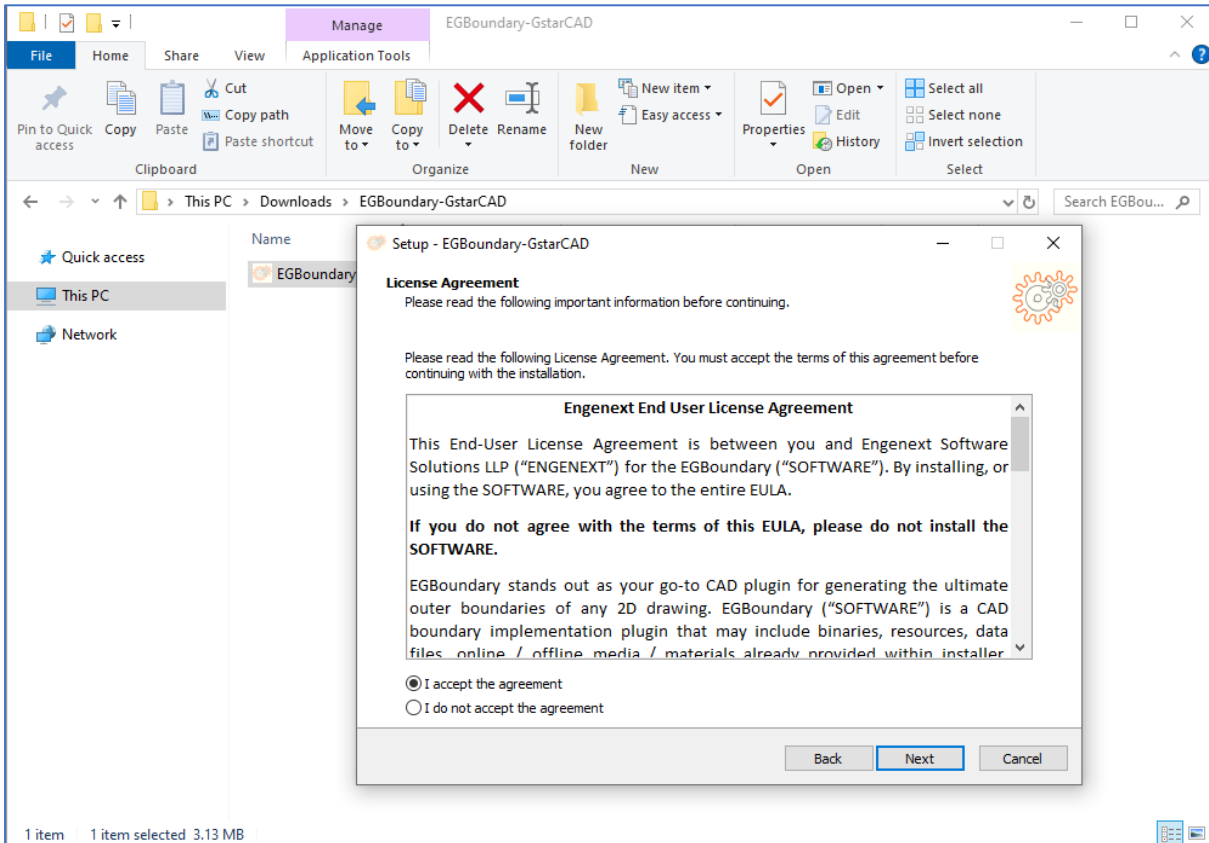 Manage
EGBoundary-GstarCAD
File
Home
Share
View
Application Tools
Pin to Quick
access
Copy
Paste
Cut
Copy path
Paste shortcut
Clipboard
Move
to
Copy
to
Delete
Rename
Organize
New
folder
New item
Easy access
New
Properties
Open
Edit
History
Open
Select all
Select none
Invert selection
Select
This PC > Downloads > EGBoundary-GstarCAD
Search EGBou...
Quick access
This PC
Network
Name
EGBoundary
Setup - EGBoundary-GstarCAD
License Agreement
Please read the following important information before continuing.
Please read the following License Agreement. You must accept the terms of this agreement before
continuing with the installation.
Engenext End User License Agreement
This End-User License Agreement is between you and Engenext Software
Solutions LLP (“ENGENEXT”) for the EGBoundary (“SOFTWARE”). By installing, or
using the SOFTWARE, you agree to the entire EULA.
If you do not agree with the terms of this EULA, please do not install the
SOFTWARE.
EGBoundary stands out as your go-to CAD plugin for generating the ultimate
outer boundaries of any 2D drawing. EGBoundary (“SOFTWARE”) is a CAD
boundary implementation plugin that may include binaries, resources, data
files, online / offline media / materials already provided within installer,
I accept the agreement
I do not accept the agreement
Back
Next
Cancel
1 item
1 item selected 3.13 MB